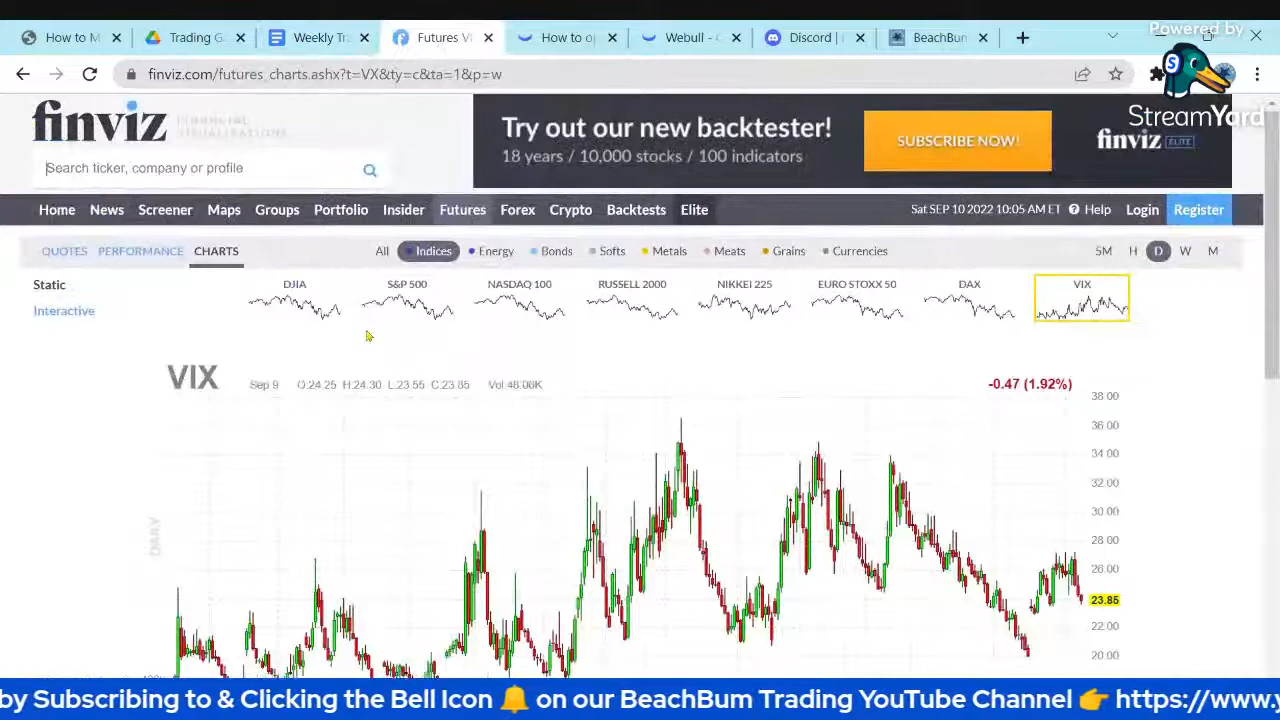 Powered by
How to M
Trading G
Weekly Tr
Futures V
How to o
Webull -
Discord |
BeachBun
finviz.com/futures_charts.ashx?t=VX&ty=c&ta=1&p=w
StreamYard
finviz FINANCIAL VISUALIZATIONS
Try out our new backtester!
18 years / 10,000 stocks / 100 indicators
SUBSCRIBE NOW!
finviz ELITE
Search ticker, company or profile
Home News Screener Maps Groups Portfolio Insider Futures Forex Crypto Backtests Elite
Sat SEP 10 2022 10:05 AM ET Help Login Register
QUOTES PERFORMANCE CHARTS
All Indices Energy Bonds Softs Metals Meats Grains Currencies
5M H D W M
Static
Interactive
DJIA S&P 500 NASDAQ 100 RUSSELL 2000 NIKKEI 225 EURO STOXX 50 DAX VIX
VIX
Sep 9 O:24.25 H:24.30 L:23.55 C:23.85 Vol:48.06K
-0.47 (1.92%)
38.00
36.00
34.00
32.00
30.00
28.00
26.00
23.85
22.00
20.00
DAILY
by Subscribing to & Clicking the Bell Icon 🔔 on our BeachBum Trading YouTube Channel 👉 https://www.